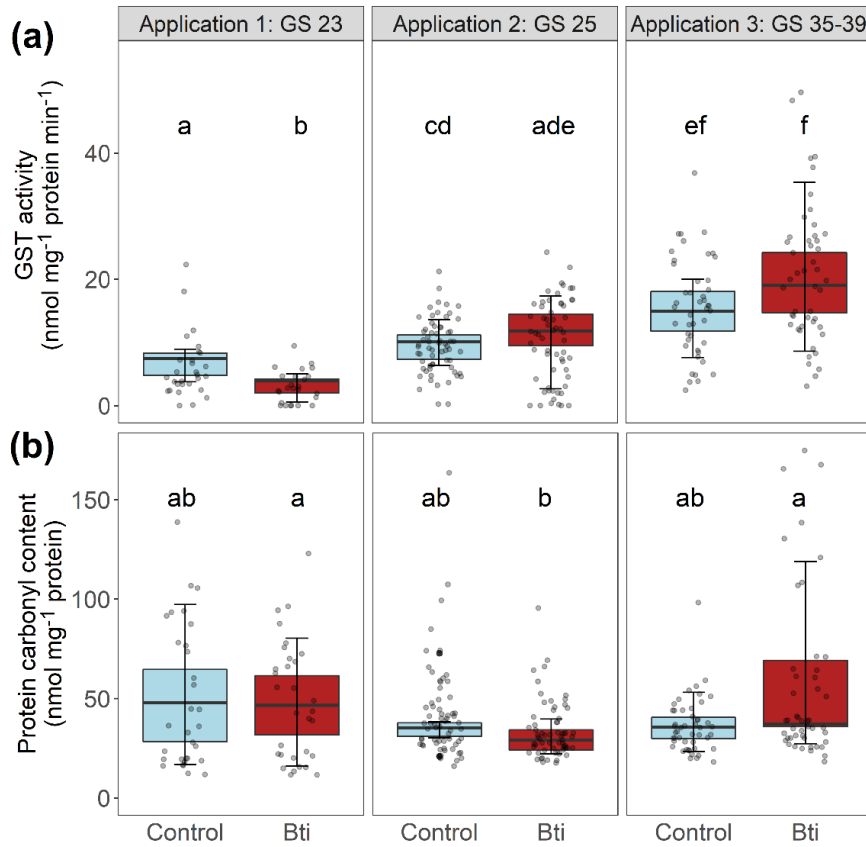 Application 1: GS 23
Application 2: GS 25
Application 3: GS 35-39
(a)
GST activity
(nmol mg⁻¹ protein min⁻¹)
40
20
0
a
b
cd
ade
ef
f
(b)
Protein carbonyl content
(nmol mg⁻¹ protein)
150
100
50
0
ab
a
ab
b
ab
a
Control
Bti
Control
Bti
Control
Bti